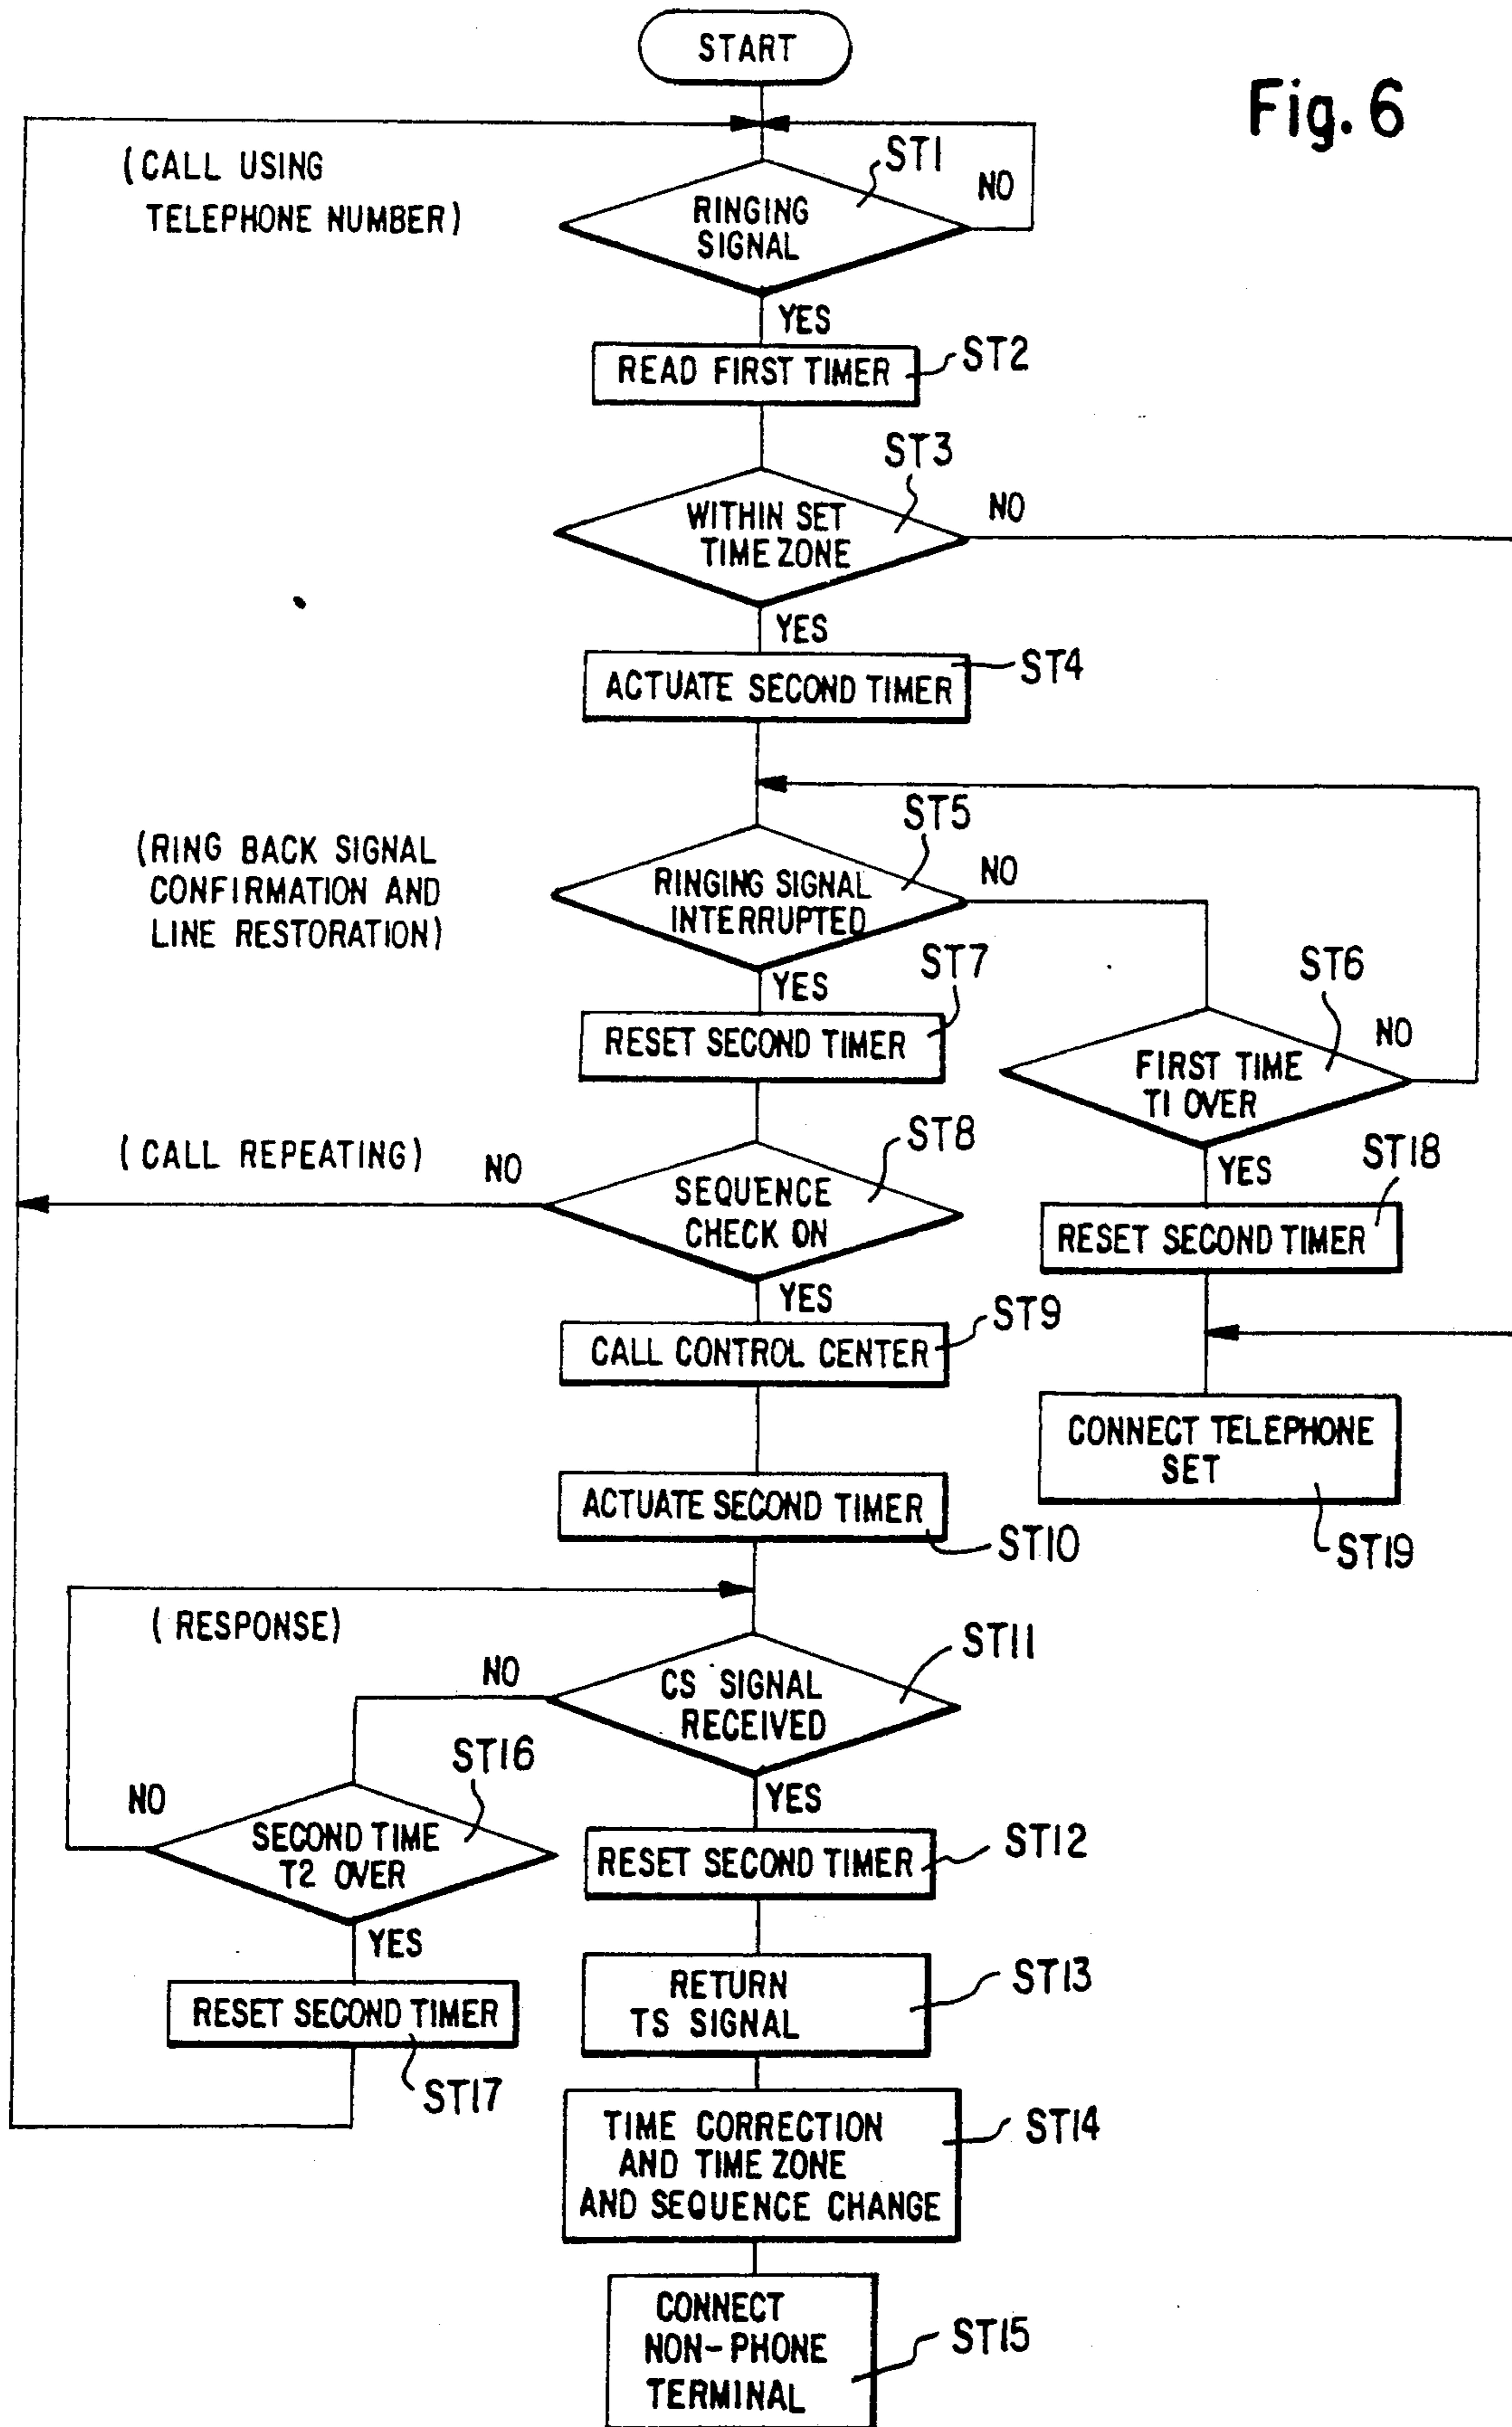 START
Fig. 6
(CALL USING
TELEPHONE NUMBER)
ST1
NO
RINGING
SIGNAL
YES
READ FIRST TIMER
ST2
ST3
NO
WITHIN SET
TIME ZONE
YES
ACTUATE SECOND TIMER
ST4
(RING BACK SIGNAL
CONFIRMATION AND
LINE RESTORATION)
ST5
NO
RINGING SIGNAL
INTERRUPTED
YES
ST7
RESET SECOND TIMER
ST6
NO
FIRST TIME
T1 OVER
YES
ST18
RESET SECOND TIMER
(CALL REPEATING)
NO
ST8
SEQUENCE
CHECK ON
YES
ST9
CALL CONTROL CENTER
CONNECT TELEPHONE
SET
ST19
ACTUATE SECOND TIMER
ST10
(RESPONSE)
NO
ST11
CS SIGNAL
RECEIVED
YES
ST16
NO
SECOND TIME
T2 OVER
YES
RESET SECOND TIMER
ST17
RESET SECOND TIMER
ST12
RETURN
TS SIGNAL
ST13
TIME CORRECTION
AND TIME ZONE
AND SEQUENCE CHANGE
ST14
CONNECT
NON-PHONE
TERMINAL
ST15